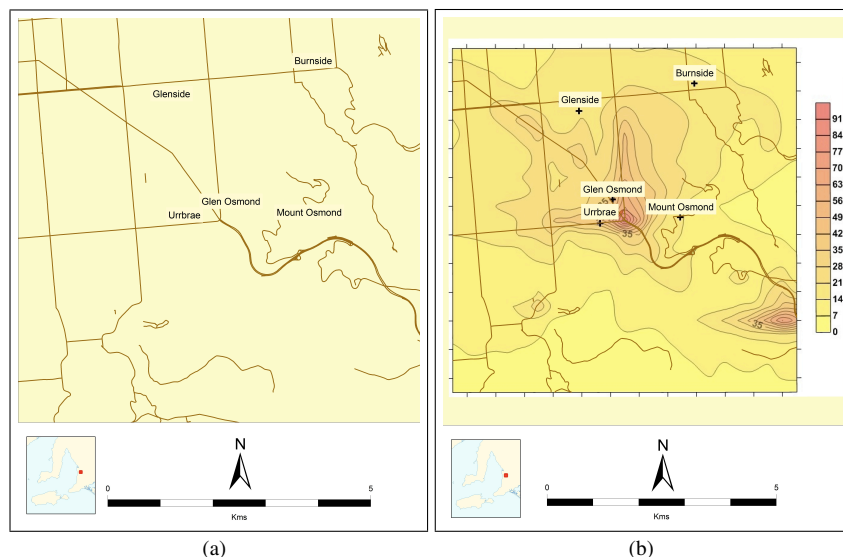 Burnside
Glenside
Glen Osmond
Urrbrae
Mount Osmond
N
0
5
Kms
(a)
Burnside
Glenside
Glen Osmond
Urrbrae
Mount Osmond
35
35
91
84
77
70
63
56
49
42
35
28
21
14
7
0
N
0
5
Kms
(b)